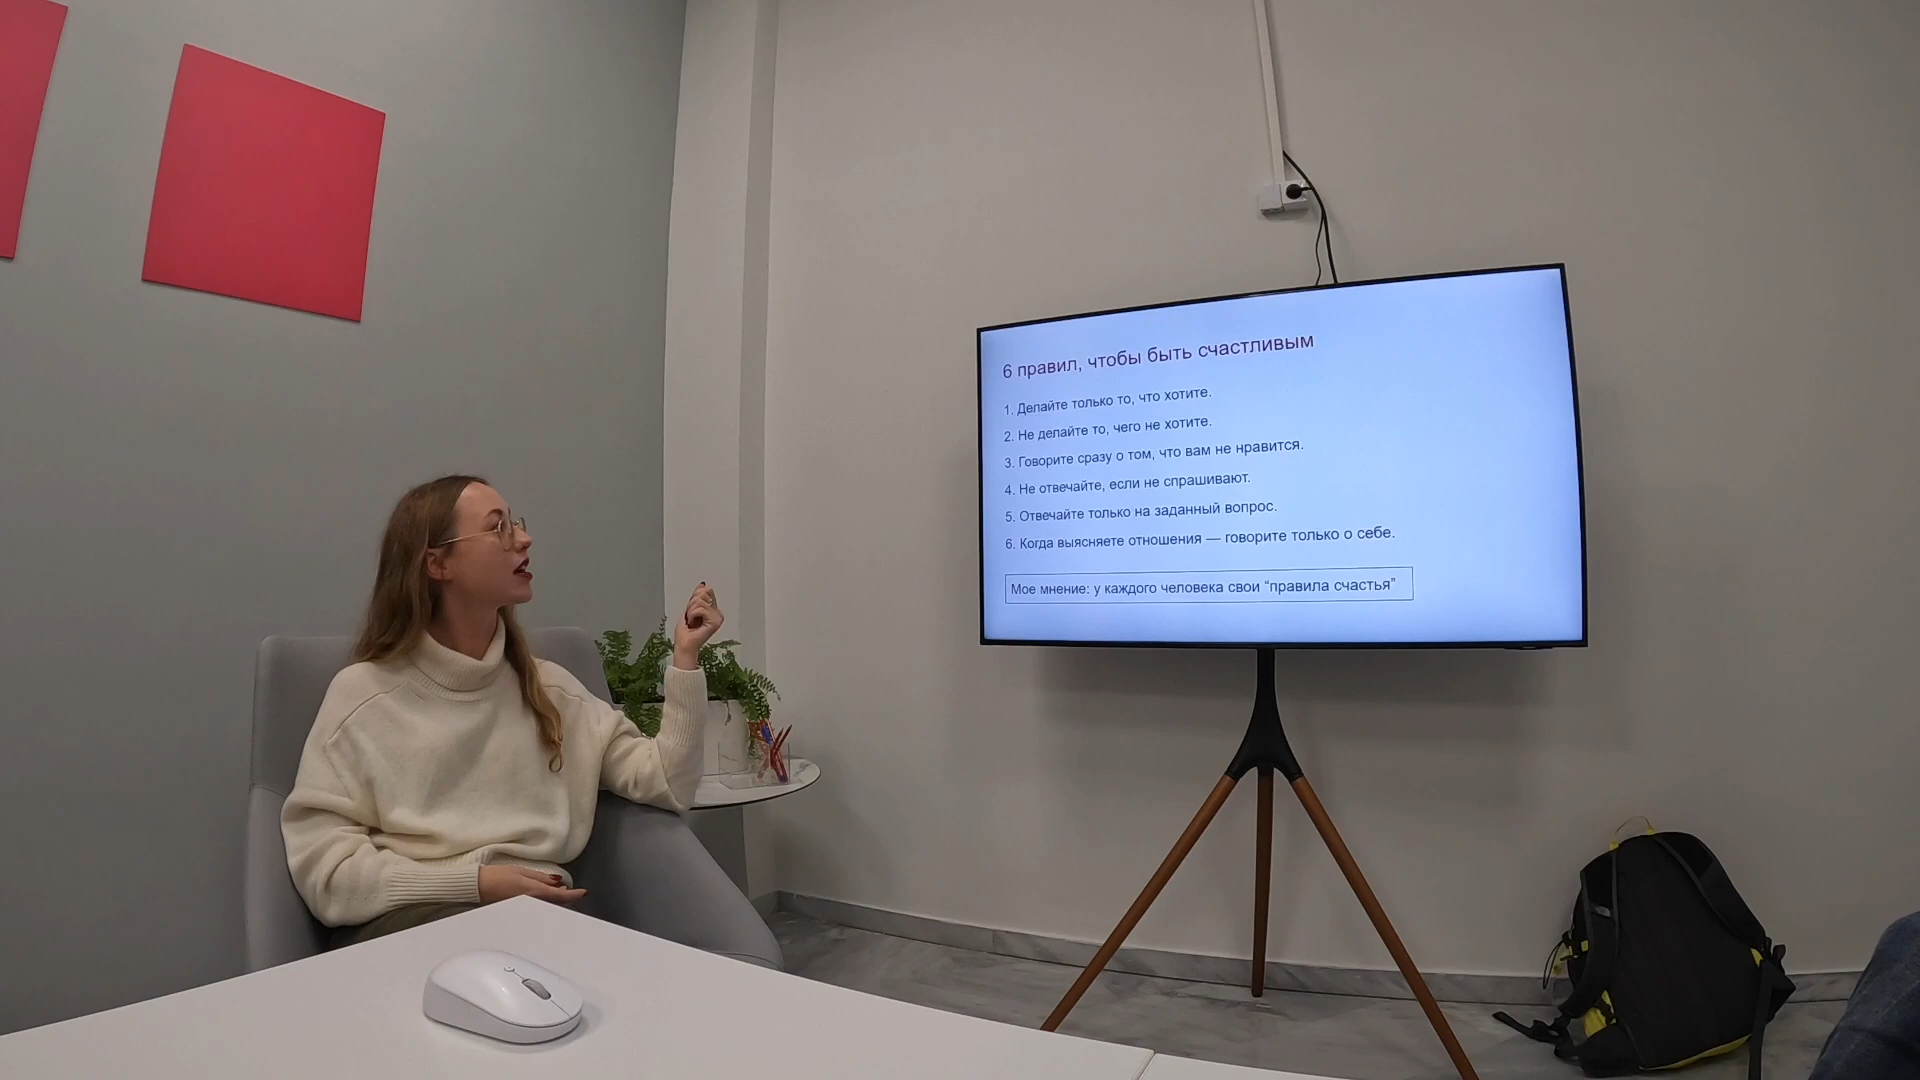 6 правил, чтобы быть счастливым
1. Делайте только то, что хотите.
2. Не делайте то, чего не хотите.
3. Говорите сразу о том, что вам не нравится.
4. Не отвечайте, если не спрашивают.
5. Отвечайте только на заданный вопрос.
6. Когда выясняете отношения — говорите только о себе.
Мое мнение: у каждого человека свои “правила счастья”